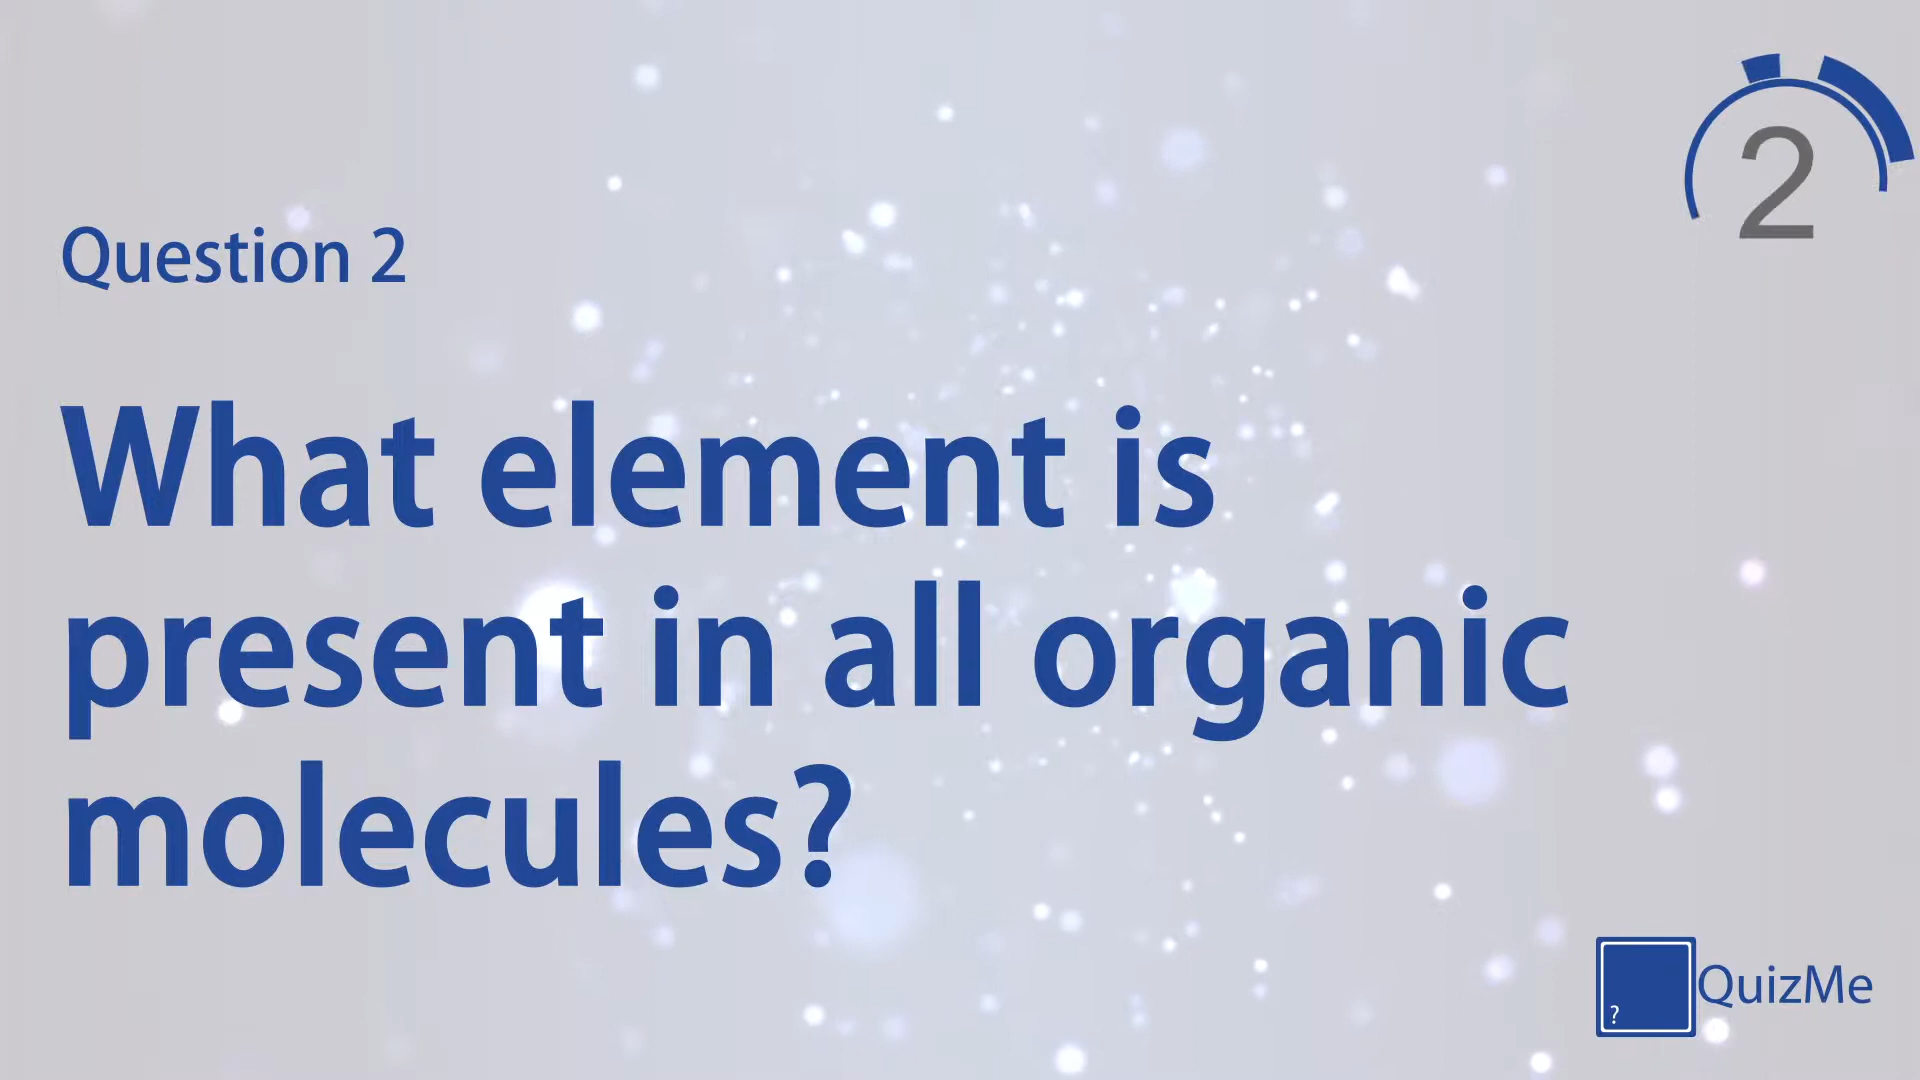 2
Question 2
What element is
present in all organic
molecules?
?
QuizMe